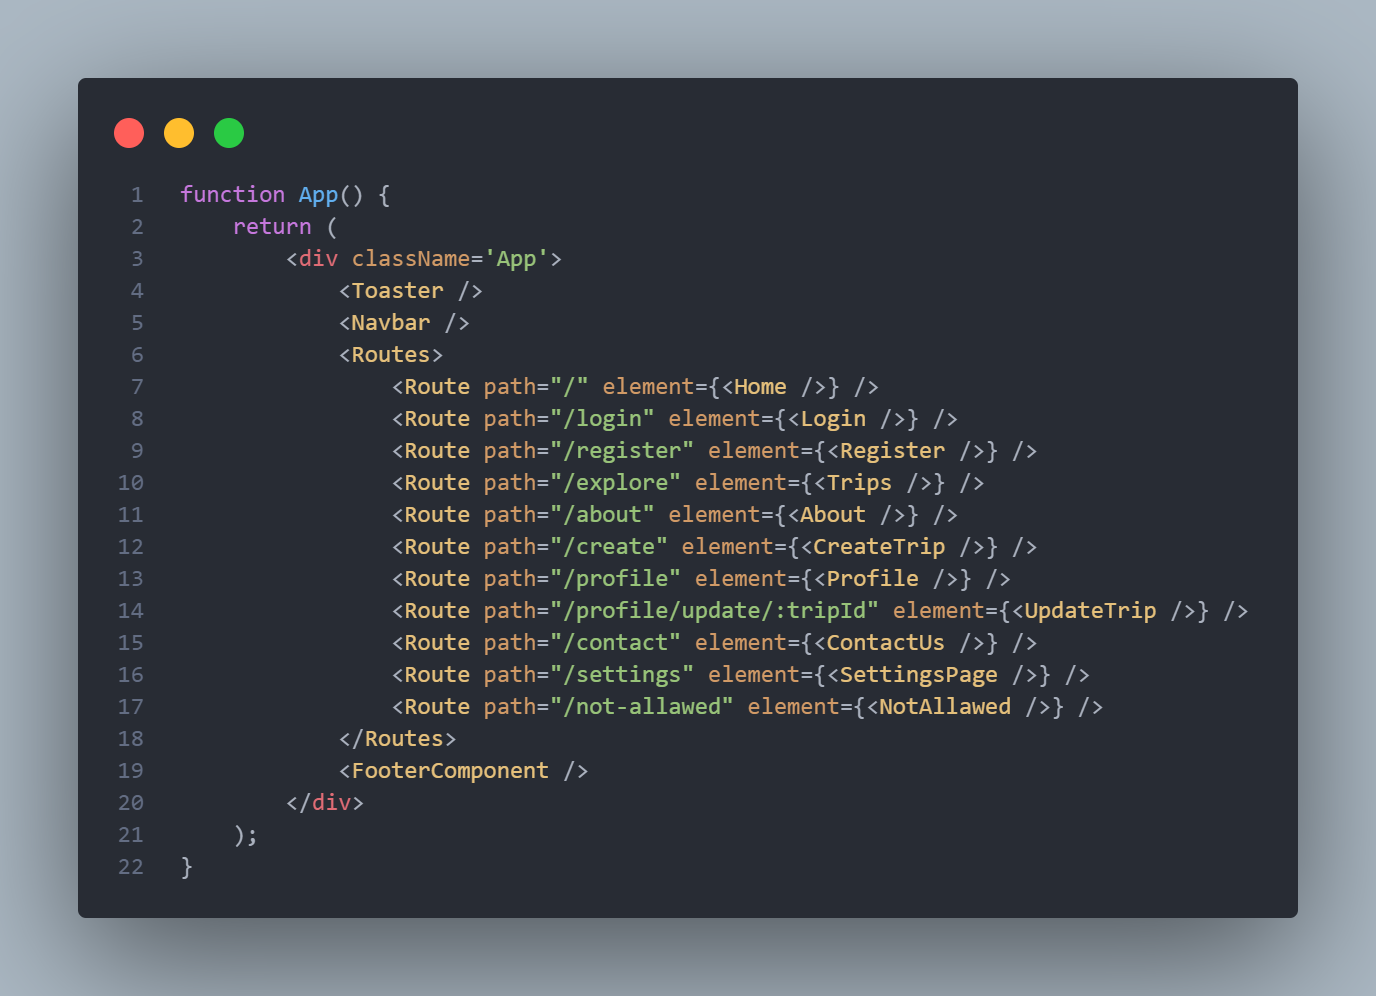 1 function App() {
2     return (
3         <div className='App'>
4             <Toaster />
5             <Navbar />
6             <Routes>
7                 <Route path="/" element={<Home />} />
8                 <Route path="/login" element={<Login />} />
9                 <Route path="/register" element={<Register />} />
10                 <Route path="/explore" element={<Trips />} />
11                 <Route path="/about" element={<About />} />
12                 <Route path="/create" element={<CreateTrip />} />
13                 <Route path="/profile" element={<Profile />} />
14                 <Route path="/profile/update/:tripId" element={<UpdateTrip />} />
15                 <Route path="/contact" element={<ContactUs />} />
16                 <Route path="/settings" element={<SettingsPage />} />
17                 <Route path="/not-allawed" element={<NotAllawed />} />
18             </Routes>
19             <FooterComponent />
20         </div>
21     );
22 }